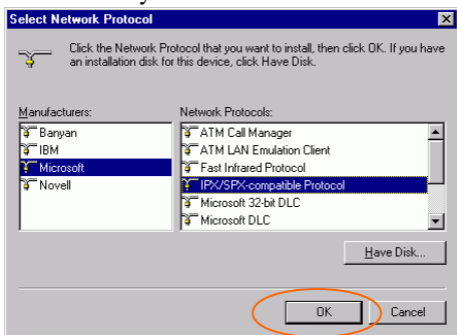 Select Network Protocol
Click the Network Protocol that you want to install, then click OK. If you have
an installation disk for this device, click Have Disk.
Manufacturers:
Banyan
IBM
Microsoft
Novell
Network Protocols:
ATM Call Manager
ATM LAN Emulation Client
Fast Infrared Protocol
IPX/SPX-compatible Protocol
Microsoft 32-bit DLC
Microsoft DLC
Have Disk...
OK
Cancel